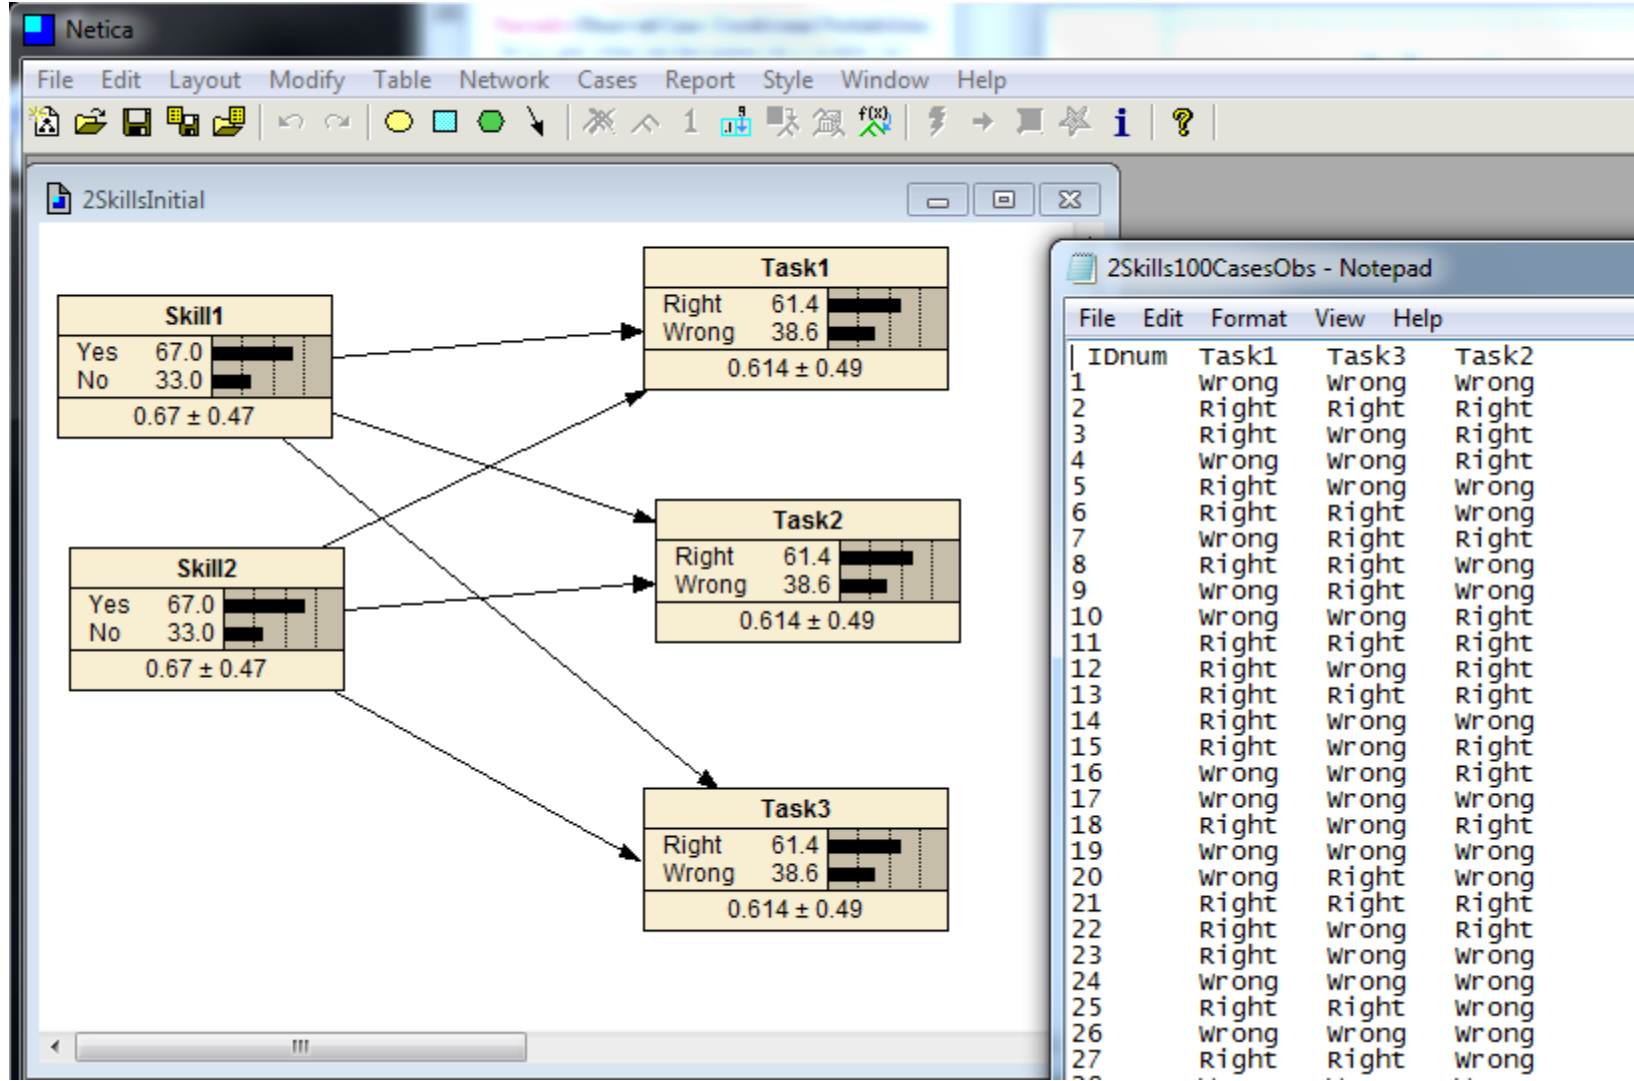 Netica
File Edit Layout Modify Table Network Cases Report Style Window Help
2SkillsInitial
Skill1
Yes 67.0
No 33.0
0.67 ± 0.47
Skill2
Yes 67.0
No 33.0
0.67 ± 0.47
Task1
Right 61.4
Wrong 38.6
0.614 ± 0.49
Task2
Right 61.4
Wrong 38.6
0.614 ± 0.49
Task3
Right 61.4
Wrong 38.6
0.614 ± 0.49
2Skills100CasesObs - Notepad
File Edit Format View Help
IDnum Task1 Task3 Task2
1 Wrong Wrong Wrong
2 Right Right Right
3 Right Wrong Right
4 Wrong Wrong Right
5 Right Wrong Wrong
6 Right Right Wrong
7 Wrong Right Right
8 Right Right Wrong
9 Wrong Right Wrong
10 Wrong Wrong Right
11 Right Right Right
12 Right Wrong Right
13 Right Right Right
14 Right Wrong Wrong
15 Right Wrong Right
16 Wrong Wrong Right
17 Wrong Wrong Wrong
18 Right Wrong Right
19 Wrong Wrong Wrong
20 Wrong Right Wrong
21 Right Right Right
22 Right Wrong Right
23 Right Wrong Wrong
24 Wrong Wrong Wrong
25 Right Right Wrong
26 Wrong Wrong Wrong
27 Right Right Wrong